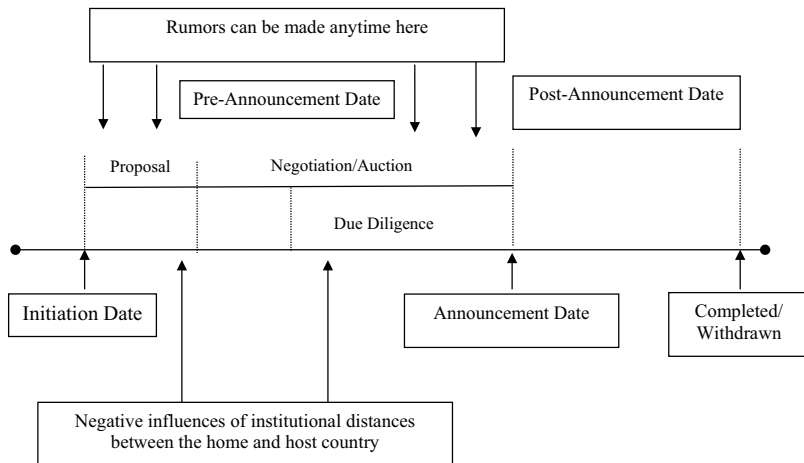 Rumors can be made anytime here
Pre-Announcement Date
Post-Announcement Date
Proposal
Negotiation/Auction
Due Diligence
Initiation Date
Announcement Date
Completed/
Withdrawn
Negative influences of institutional distances
between the home and host country